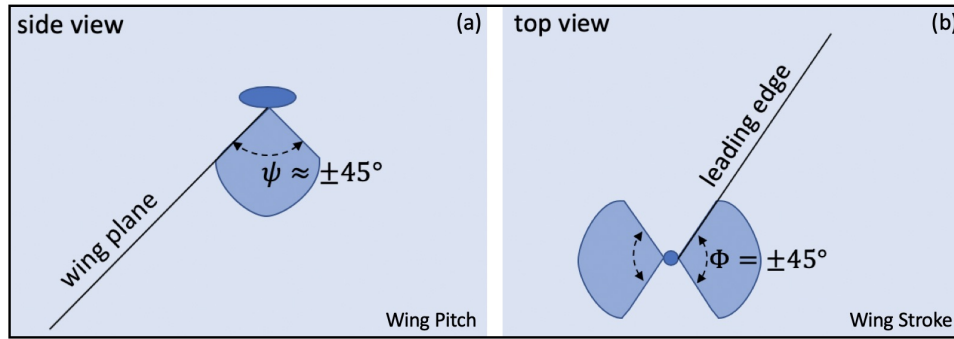 side view
(a)
wing plane
ψ ≈ ±45°
Wing Pitch
top view
(b)
leading edge
Φ = ±45°
Wing Stroke